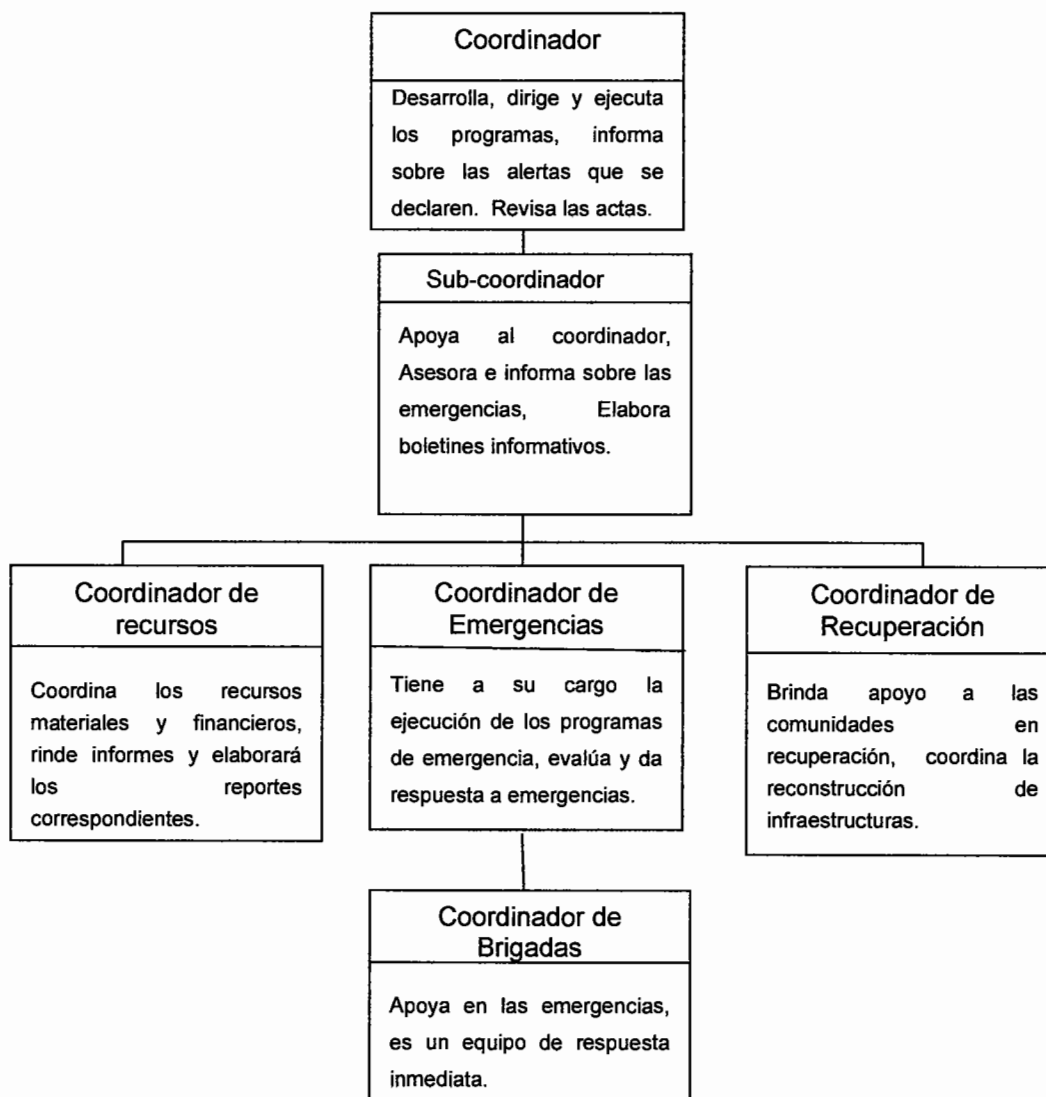 Coordinador
Desarrolla, dirige y ejecuta
los programas, informa
sobre las alertas que se
declaren. Revisa las actas.
Sub-coordinador
Apoya al coordinador,
Asesora e informa sobre las
emergencias, Elabora
boletines informativos.
Coordinador de
recursos
Coordina los recursos
materiales y financieros,
rinde informes y elaborará
los reportes
correspondientes.
Coordinador de
Emergencias
Tiene a su cargo la
ejecución de los programas
de emergencia, evalúa y da
respuesta a emergencias.
Coordinador de
Recuperación
Brinda apoyo a las
comunidades en
recuperación, coordina la
reconstrucción de
infraestructuras.
Coordinador de
Brigadas
Apoya en las emergencias,
es un equipo de respuesta
inmediata.